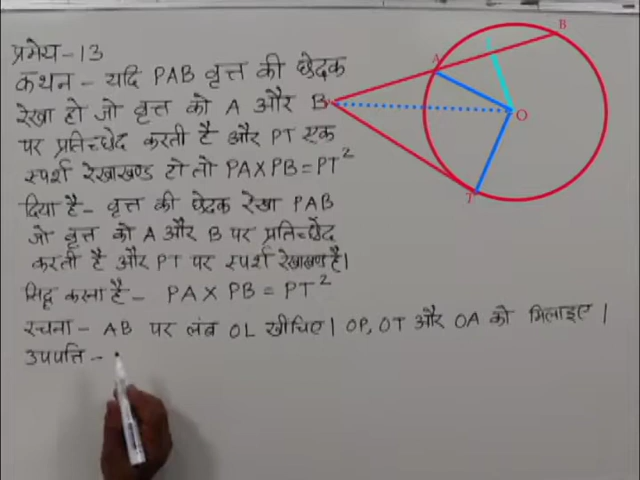 प्रमेय-13
कथन - यदि PAB वृत्त की छेदक
रेखा हो जो वृत्त को A और B
पर प्रतिच्छेद करती है और PT एक
स्पर्श रेखाखण्ड हो तो PA×PB=PT²
दिया है- वृत्त की छेदक रेखा PAB
जो वृत्त को A और B पर प्रतिच्छेद
करती है और PT पर स्पर्श रेखाखण्ड है।
सिद्ध करना है - PA × PB = PT²
रचना - AB पर लंब OL खीचिए। OP, OT और OA को मिलाइए।
उपपत्ति -
A
B
O
T